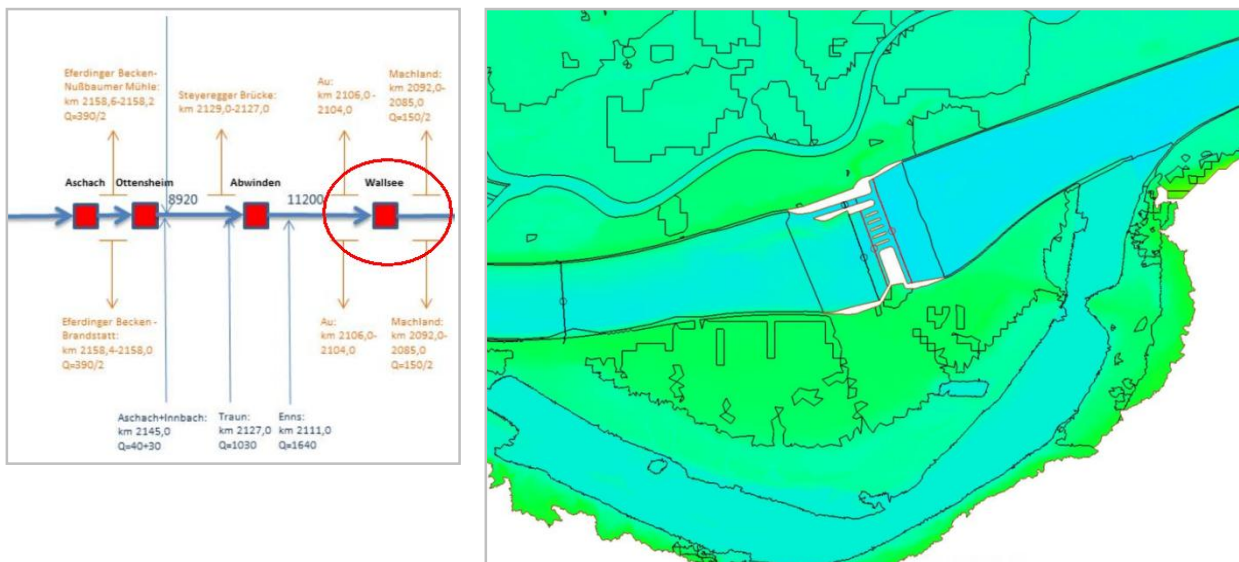 Eferdinger Becken-
Nußbaumer Mühle:
km 2158,6-2158,2
Q=390/2
Steyeregger Brücke:
km 2129,0-2127,0
Au:
km 2106,0-
2104,0
Machland:
km 2092,0-
2085,0
Q=150/2
Aschach
Ottensheim
Abwinden
Wallsee
8920
11200
Eferdinger Becken -
Brandstatt:
km 2158,4-2158,0
Q=390/2
Au:
km 2106,0-
2104,0
Machland:
km 2092,0-
2085,0
Q=150/2
Aschach+Innbach:
km 2145,0
Q=40+30
Traun:
km 2127,0
Q=1030
Enns:
km 2111,0
Q=1640